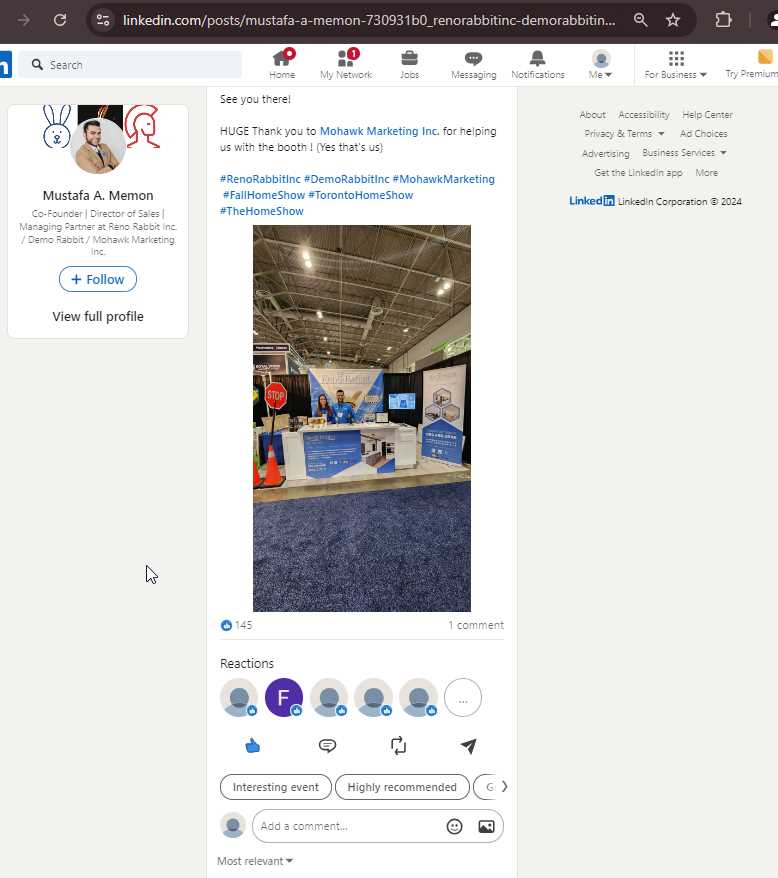 linkedin.com/posts/mustafa-a-memon-730931b0_renorabbitinc-demorabbitin...
Search
Home
1
My Network
Jobs
Messaging
Notifications
Me
For Business
Try Premium
Mustafa A. Memon
Co-Founder | Director of Sales |
Managing Partner at Reno Rabbit Inc.
/ Demo Rabbit / Mohawk Marketing
Inc.
+ Follow
View full profile
See you there!
HUGE Thank you to Mohawk Marketing Inc. for helping
us with the booth ! (Yes that's us)
#RenoRabbitInc #DemoRabbitInc #MohawkMarketing
#FallHomeShow #TorontoHomeShow
#TheHomeShow
STOP
145
1 comment
Reactions
F
...
Interesting event
Highly recommended
G
Add a comment...
Most relevant
About Accessibility Help Center
Privacy & Terms Ad Choices
Advertising Business Services
Get the LinkedIn app More
LinkedIn LinkedIn Corporation © 2024